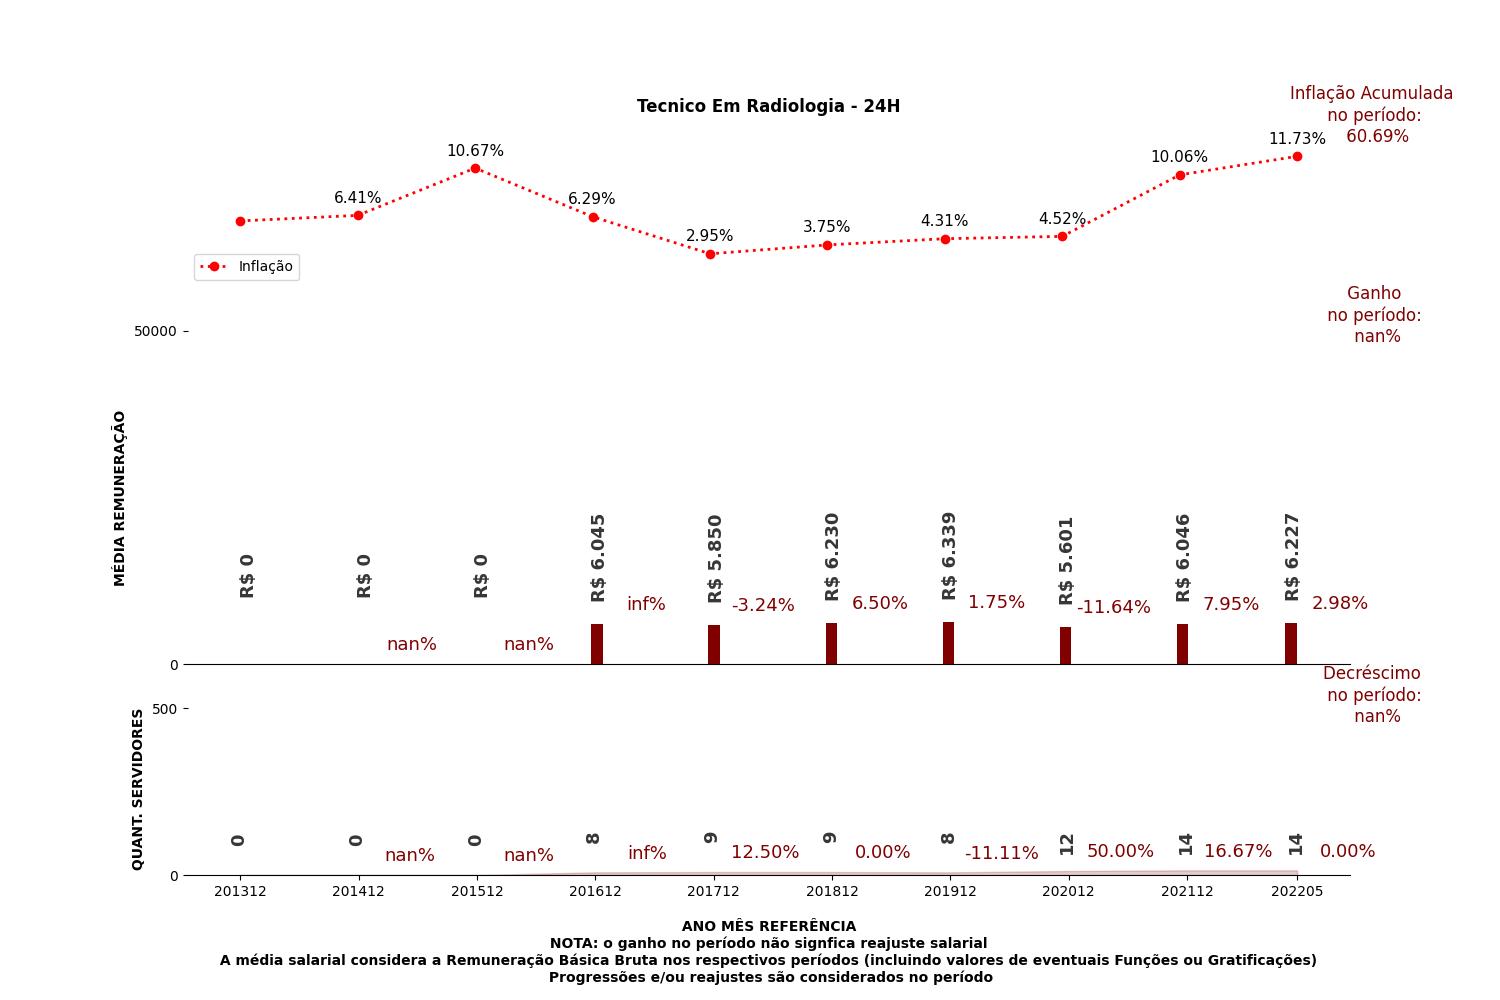 Tecnico Em Radiologia - 24H
Inflação Acumulada
no período:
60.69%
6.41%
10.67%
6.29%
2.95%
3.75%
4.31%
4.52%
10.06%
11.73%
Inflação
Ganho
no período:
nan%
50000
0
MÉDIA REMUNERAÇÃO
R$ 0
R$ 0
R$ 0
R$ 6.045
R$ 5.850
R$ 6.230
R$ 6.339
R$ 5.601
R$ 6.046
R$ 6.227
nan%
nan%
inf%
-3.24%
6.50%
1.75%
-11.64%
7.95%
2.98%
Decréscimo
no período:
nan%
500
0
QUANT. SERVIDORES
0
0
0
8
9
9
8
12
14
14
nan%
nan%
inf%
12.50%
0.00%
-11.11%
50.00%
16.67%
0.00%
201312
201412
201512
201612
201712
201812
201912
202012
202112
202205
ANO MÊS REFERÊNCIA
NOTA: o ganho no período não signfica reajuste salarial
A média salarial considera a Remuneração Básica Bruta nos respectivos períodos (incluindo valores de eventuais Funções ou Gratificações)
Progressões e/ou reajustes são considerados no período